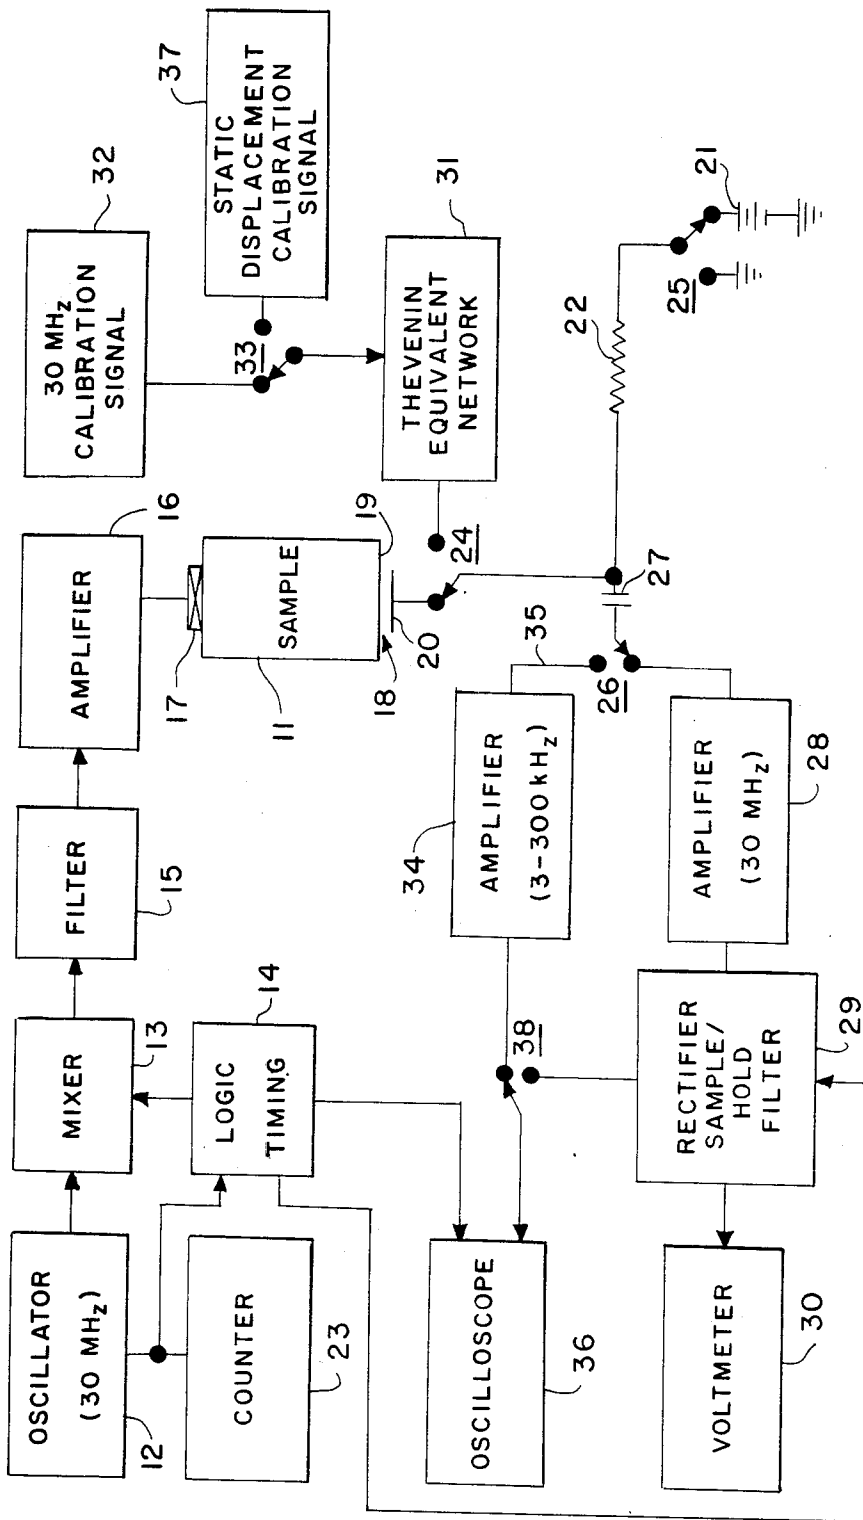 OSCILLATOR
(30 MHz)
12
MIXER
13
FILTER
15
AMPLIFIER
16
30 MHz
CALIBRATION
SIGNAL
32
STATIC
DISPLACEMENT
CALIBRATION
SIGNAL
37
COUNTER
23
LOGIC
TIMING
14
17
SAMPLE
11
19
18
20
33
THEVENIN
EQUIVALENT
NETWORK
31
24
OSCILLOSCOPE
36
38
AMPLIFIER
(3-300kHz)
34
35
26
27
22
25
21
VOLTMETER
30
RECTIFIER
SAMPLE/
HOLD
FILTER
29
AMPLIFIER
(30 MHz)
28